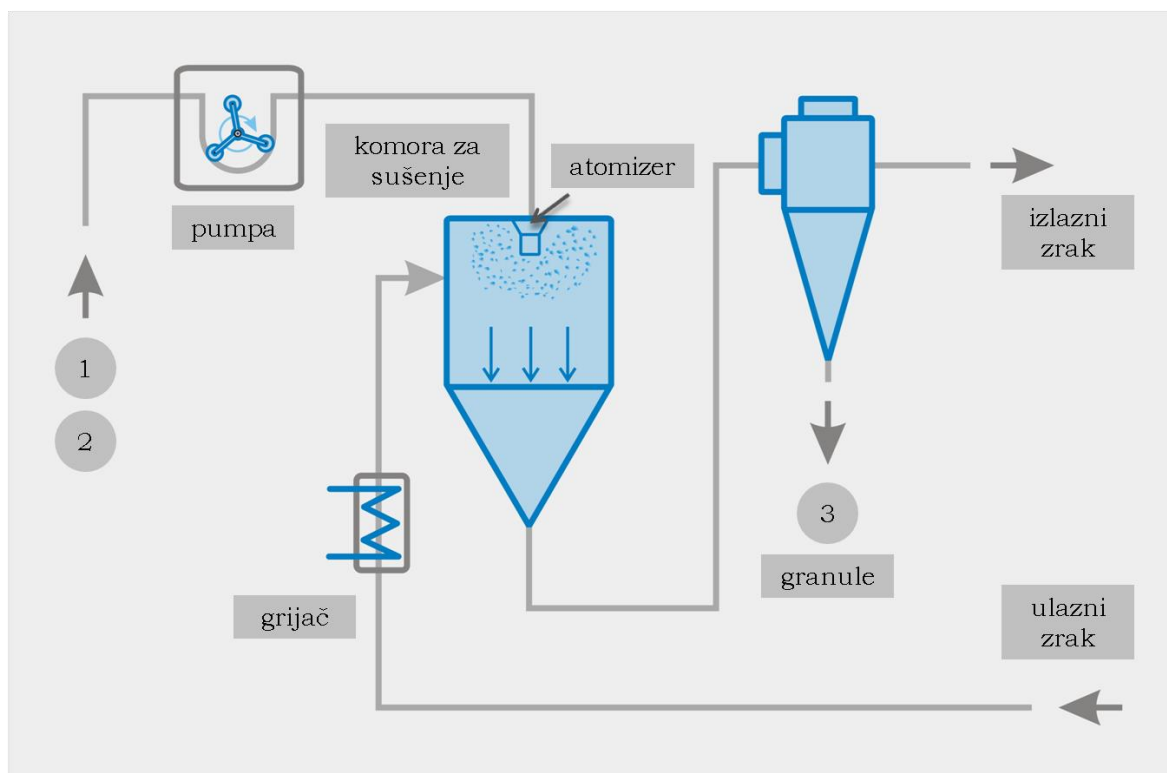 komora za
sušenje
atomizer
pumpa
izlazni
zrak
1
2
3
granule
grijač
ulazni
zrak